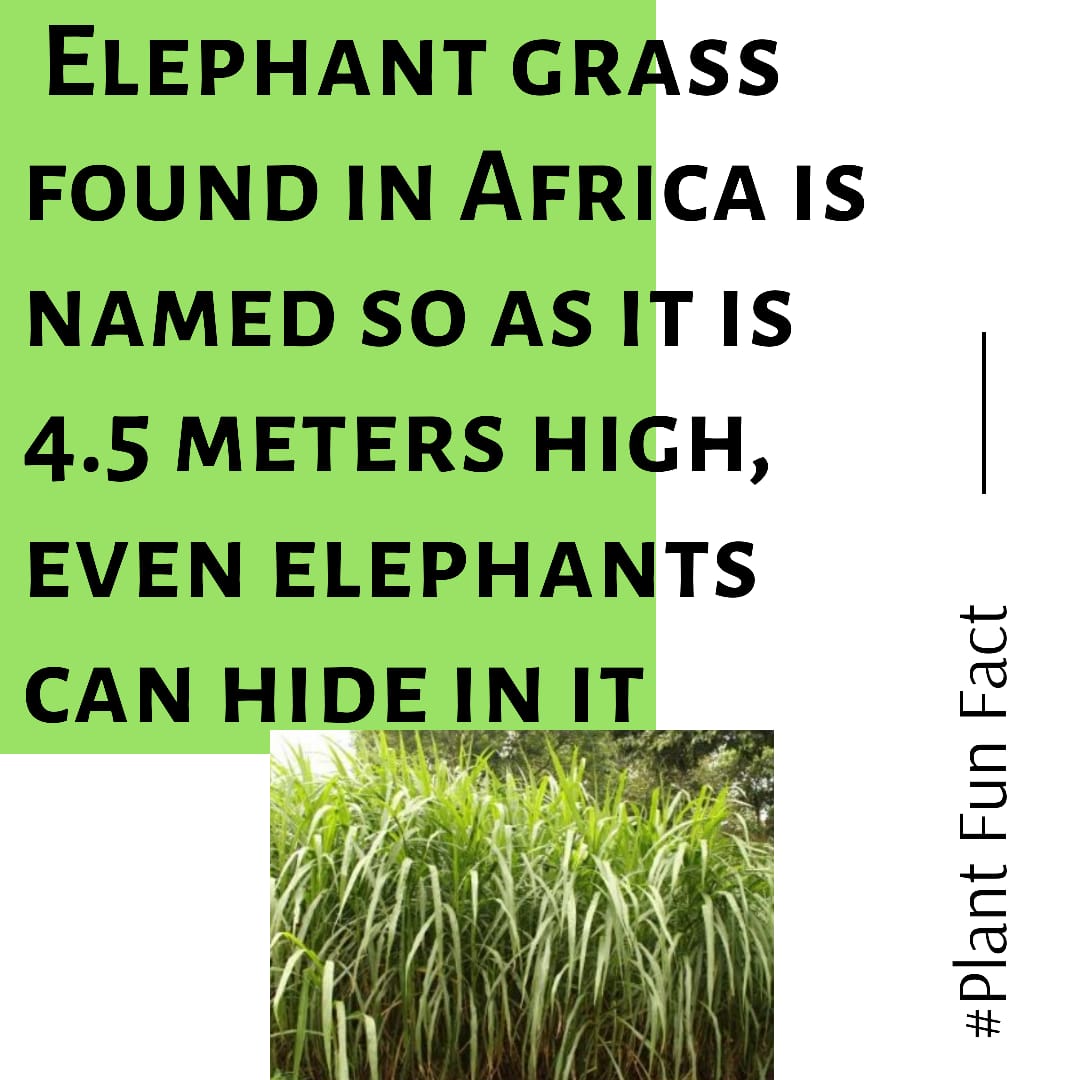 Elephant grass
found in Africa is
named so as it is
4.5 meters high,
even elephants
can hide in it
#Plant Fun Fact